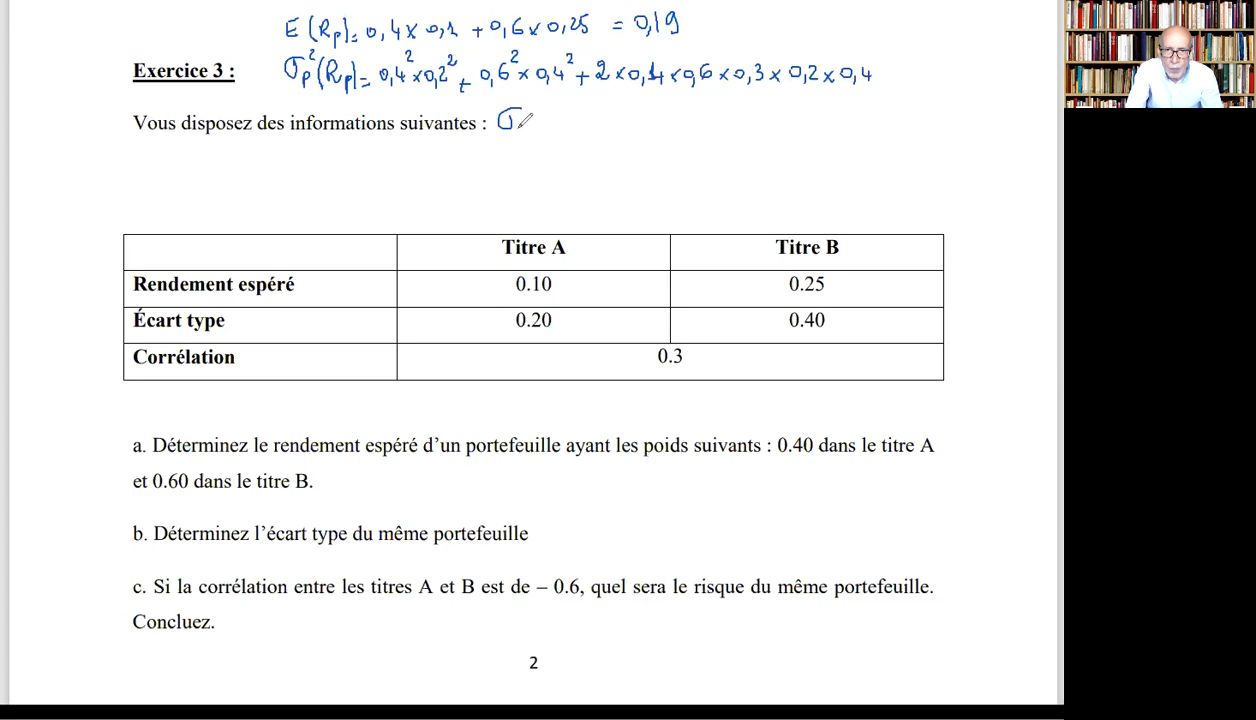 E(Rp)= 0,4 x 0,1 + 0,6 x 0,25 = 0,19
Exercice 3 : σp²(Rp)= 0,4² x 0,2² + 0,6² x 0,4² + 2 x 0,4 x 0,6 x 0,3 x 0,2 x 0,4
Vous disposez des informations suivantes : σ
Titre A Titre B
Rendement espéré 0.10 0.25
Écart type 0.20 0.40
Corrélation 0.3
a. Déterminez le rendement espéré d’un portefeuille ayant les poids suivants : 0.40 dans le titre A
et 0.60 dans le titre B.
b. Déterminez l’écart type du même portefeuille
c. Si la corrélation entre les titres A et B est de – 0.6, quel sera le risque du même portefeuille.
Concluez.
2